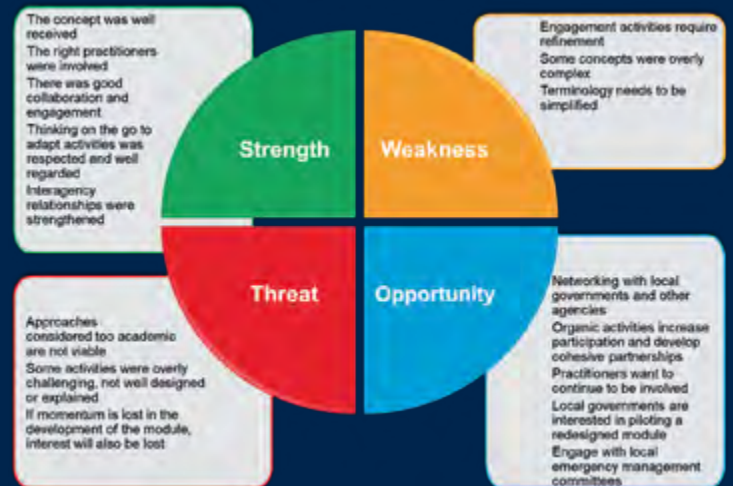 The concept was well
received
The right practitioners
were involved
There was good
collaboration and
engagement
Thinking on the go to
adapt activities was
respected and well
regarded
Interagency
relationships were
strengthened
Strength
Weakness
Engagement activities require
refinement
Some concepts were overly
complex
Terminology needs to be
simplified
Threat
Opportunity
Approaches
considered too academic
are not viable
Some activities were overly
challenging, not well designed
or explained
If momentum is lost in the
development of the module,
interest will also be lost
Networking with local
governments and other
agencies
Organic activities increase
participation and develop
cohesive partnerships
Practitioners want to
continue to be involved
Local governments are
interested in piloting a
redesigned module
Engage with local
emergency management
committees